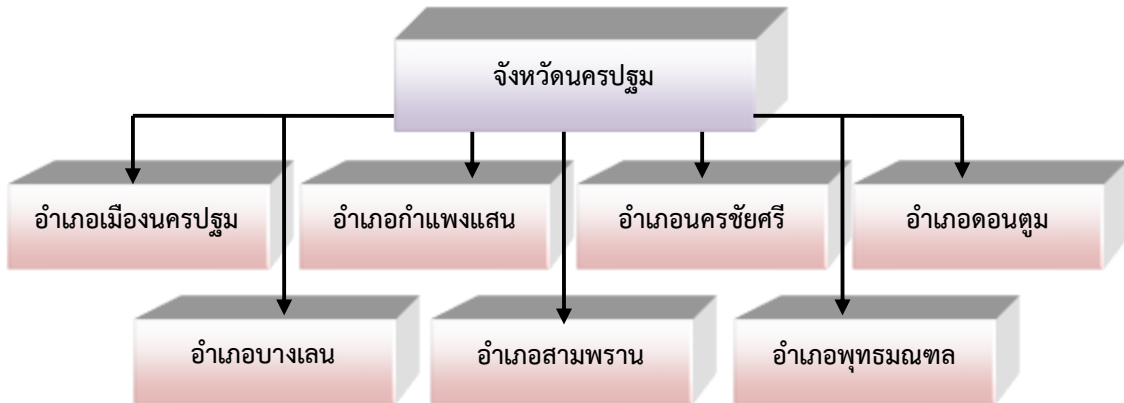 จังหวัดนครปฐม
อำเภอเมืองนครปฐม
อำเภอกำแพงแสน
อำเภอนครชัยศรี
อำเภอดอนตูม
อำเภอบางเลน
อำเภอสามพราน
อำเภอพุทธมณฑล